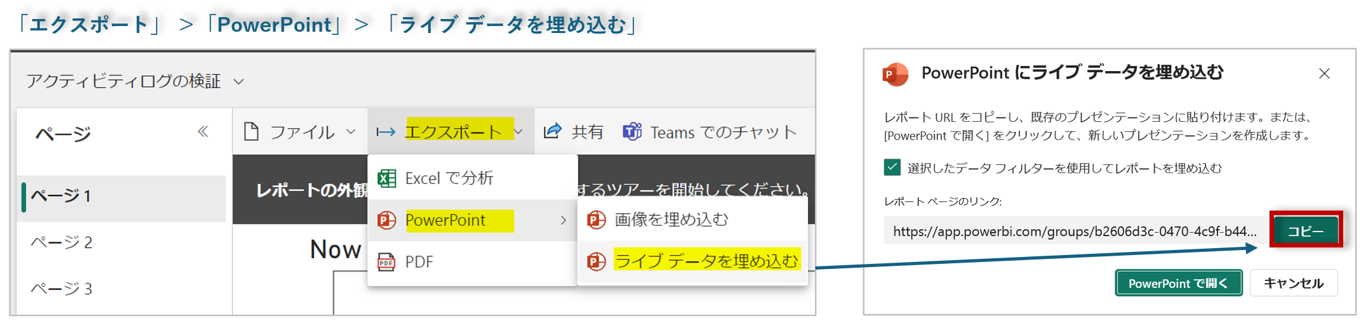 「エクスポート」 ＞「PowerPoint」＞ 「ライブ データを埋め込む」
アクティビティログの検証
ページ
ページ 1
ページ 2
ページ 3
ファイル
エクスポート
共有
Teams でのチャット
レポートの外観
するツアーを開始してください。
Now
Excel で分析
PowerPoint
PDF
画像を埋め込む
ライブ データを埋め込む
PowerPoint にライブ データを埋め込む
レポート URL をコピーし、既存のプレゼンテーションに貼り付けます。または、
[PowerPoint で開く] をクリックして、新しいプレゼンテーションを作成します。
選択したデータ フィルターを使用してレポートを埋め込む
レポート ページのリンク:
https://app.powerbi.com/groups/b2606d3c-0470-4c9f-b44...
コピー
PowerPoint で開く
キャンセル